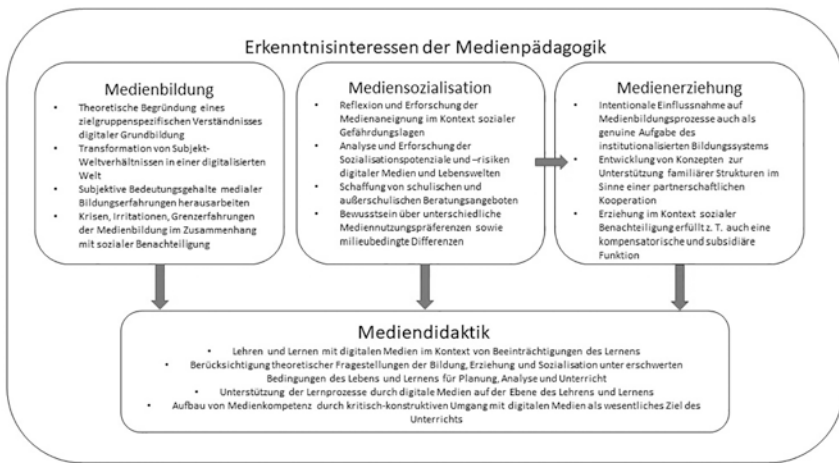 Erkenntnisinteressen der Medienpädagogik
Medienbildung
• Theoretische Begründung eines
zielgruppenspezifischen Verständnisses
digitaler Grundbildung
• Transformation von Subjekt-
Weltverhältnissen in einer digitalisierten
Welt
• Subjektive Bedeutungsgehalte medialer
Bildungserfahrungen herausarbeiten
• Krisen, Irritationen, Grenzerfahrungen
der Medienbildung im Zusammenhang
mit sozialer Benachteiligung
Mediensozialisation
• Reflexion und Erforschung der
Medienaneignung im Kontext sozialer
Gefährdungslagen
• Analyse und Erforschung der
Sozialisationspotenziale und –risiken
digitaler Medien und Lebenswelten
• Schaffung von schulischen und
außerschulischen Beratungsangeboten
• Bewusstsein über unterschiedliche
Mediennutzungspräferenzen sowie
milieubedingte Differenzen
Medienerziehung
• Intentionale Einflussnahme auf
Medienbildungsprozesse auch als
genuine Aufgabe des
institutionalisierten Bildungssystems
• Entwicklung von Konzepten zur
Unterstützung familiärer Strukturen im
Sinne einer partnerschaftlichen
Kooperation
• Erziehung im Kontext sozialer
Benachteiligung erfüllt z. T. auch eine
kompensatorische und subsidiäre
Funktion
Mediendidaktik
• Lehren und Lernen mit digitalen Medien im Kontext von Beeinträchtigungen des Lernens
• Berücksichtigung theoretischer Fragestellungen der Bildung, Erziehung und Sozialisation unter erschwerten
Bedingungen des Lebens und Lernens für Planung, Analyse und Unterricht
• Unterstützung der Lernprozesse durch digitale Medien auf der Ebene des Lehrens und Lernens
• Aufbau von Medienkompetenz durch kritisch-konstruktiven Umgang mit digitalen Medien als wesentliches Ziel des
Unterrichts